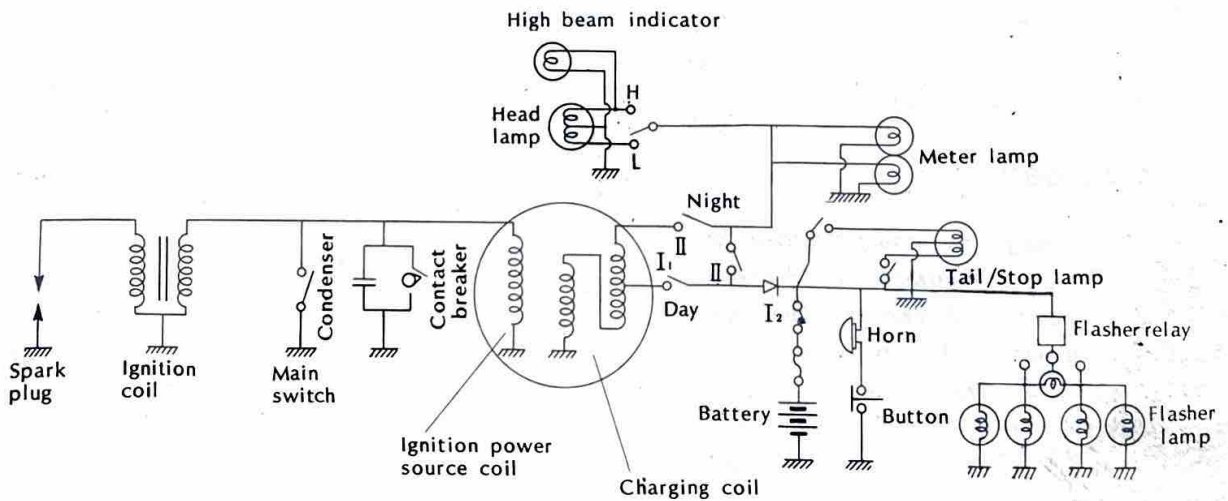 High beam indicator
H
Head
lamp
L
Meter lamp
Night
II
I₁
II
Day
I₂
Tail/Stop lamp
Condenser
Contact
breaker
Horn
Flasher relay
Spark
plug
Ignition
coil
Main
switch
Battery
Button
Flasher
lamp
Ignition power
source coil
Charging coil